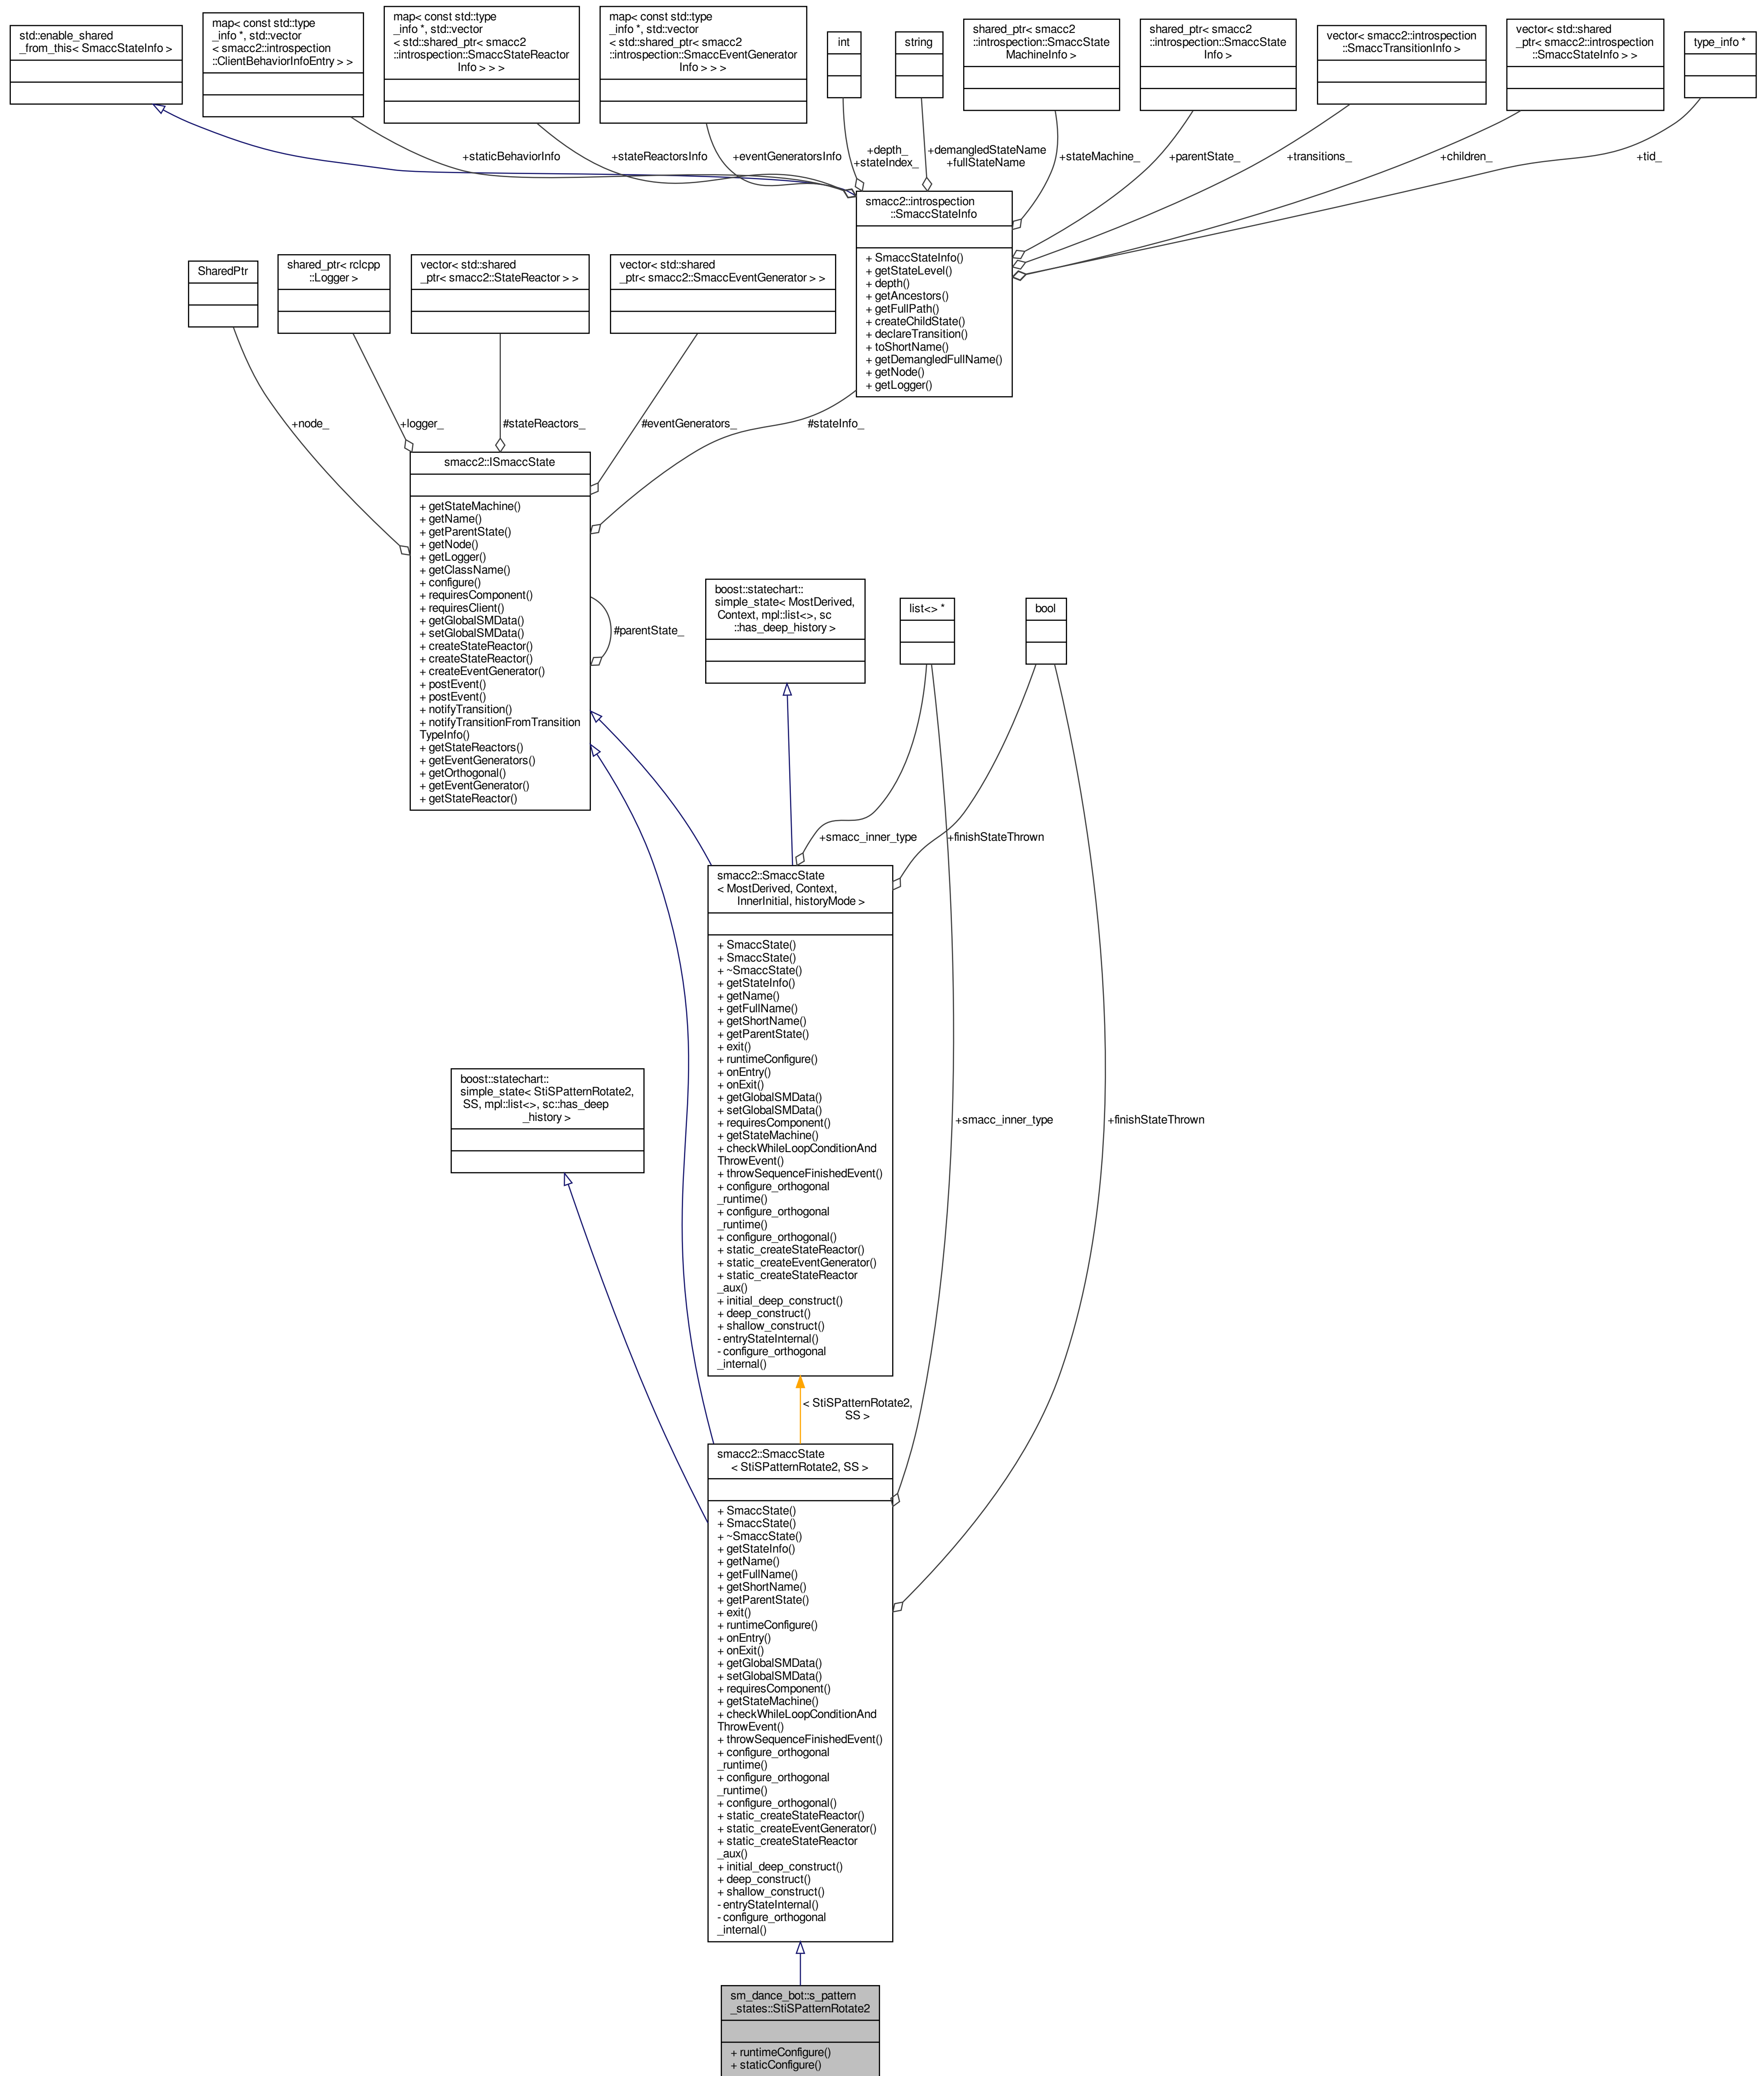 std::enable_shared
_from_this< SmaccStateInfo >
map< const std::type
_info *, std::vector
< smacc2::introspection
::ClientBehaviorInfoEntry > >
map< const std::type
_info *, std::vector
< std::shared_ptr< smacc2
::introspection::SmaccStateReactor
Info > > >
map< const std::type
_info *, std::vector
< std::shared_ptr< smacc2
::introspection::SmaccEventGenerator
Info > > >
int
string
shared_ptr< smacc2
::introspection::SmaccState
MachineInfo >
shared_ptr< smacc2
::introspection::SmaccState
Info >
vector< smacc2::introspection
::SmaccTransitionInfo >
vector< std::shared
_ptr< smacc2::introspection
::SmaccStateInfo > >
type_info *
+staticBehaviorInfo
+stateReactorsInfo
+eventGeneratorsInfo
+depth_
+stateIndex_
+demangledStateName
+fullStateName
+stateMachine_
+parentState_
+transitions_
+children_
+tid_
smacc2::introspection
::SmaccStateInfo
+ SmaccStateInfo()
+ getStateLevel()
+ depth()
+ getAncestors()
+ getFullPath()
+ createChildState()
+ declareTransition()
+ toShortName()
+ getDemangledFullName()
+ getNode()
+ getLogger()
SharedPtr
shared_ptr< rclcpp
::Logger >
vector< std::shared
_ptr< smacc2::StateReactor > >
vector< std::shared
_ptr< smacc2::SmaccEventGenerator > >
+node_
+logger_
#stateReactors_
#eventGenerators_
#stateInfo_
smacc2::ISmaccState
+ getStateMachine()
+ getName()
+ getParentState()
+ getNode()
+ getLogger()
+ getClassName()
+ configure()
+ requiresComponent()
+ requiresClient()
+ getGlobalSMData()
+ setGlobalSMData()
+ createStateReactor()
+ createStateReactor()
+ createEventGenerator()
+ postEvent()
+ postEvent()
+ notifyTransition()
+ notifyTransitionFromTransition
TypeInfo()
+ getStateReactors()
+ getEventGenerators()
+ getOrthogonal()
+ getEventGenerator()
+ getStateReactor()
#parentState_
boost::statechart::
simple_state< MostDerived,
Context, mpl::list<>, sc
::has_deep_history >
list<> *
bool
+smacc_inner_type
+finishStateThrown
smacc2::SmaccState
< MostDerived, Context,
InnerInitial, historyMode >
+ SmaccState()
+ SmaccState()
+ ~SmaccState()
+ getStateInfo()
+ getName()
+ getFullName()
+ getShortName()
+ getParentState()
+ exit()
+ runtimeConfigure()
+ onEntry()
+ onExit()
+ getGlobalSMData()
+ setGlobalSMData()
+ requiresComponent()
+ getStateMachine()
+ checkWhileLoopConditionAnd
ThrowEvent()
+ throwSequenceFinishedEvent()
+ configure_orthogonal
_runtime()
+ configure_orthogonal
_runtime()
+ configure_orthogonal()
+ static_createStateReactor()
+ static_createEventGenerator()
+ static_createStateReactor
_aux()
+ initial_deep_construct()
+ deep_construct()
+ shallow_construct()
- entryStateInternal()
- configure_orthogonal
_internal()
boost::statechart::
simple_state< StiSPatternRotate2,
SS, mpl::list<>, sc::has_deep
_history >
+smacc_inner_type
+finishStateThrown
< StiSPatternRotate2,
SS >
smacc2::SmaccState
< StiSPatternRotate2, SS >
+ SmaccState()
+ SmaccState()
+ ~SmaccState()
+ getStateInfo()
+ getName()
+ getFullName()
+ getShortName()
+ getParentState()
+ exit()
+ runtimeConfigure()
+ onEntry()
+ onExit()
+ getGlobalSMData()
+ setGlobalSMData()
+ requiresComponent()
+ getStateMachine()
+ checkWhileLoopConditionAnd
ThrowEvent()
+ throwSequenceFinishedEvent()
+ configure_orthogonal
_runtime()
+ configure_orthogonal
_runtime()
+ configure_orthogonal()
+ static_createStateReactor()
+ static_createEventGenerator()
+ static_createStateReactor
_aux()
+ initial_deep_construct()
+ deep_construct()
+ shallow_construct()
- entryStateInternal()
- configure_orthogonal
_internal()
sm_dance_bot::s_pattern
_states::StiSPatternRotate2
+ runtimeConfigure()
+ staticConfigure()